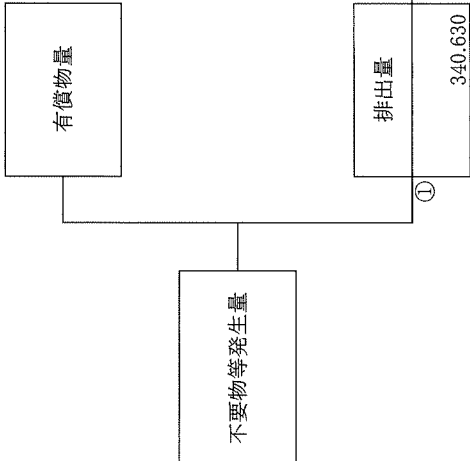 有償物量
不要物等発生量
排出量
①
340.630